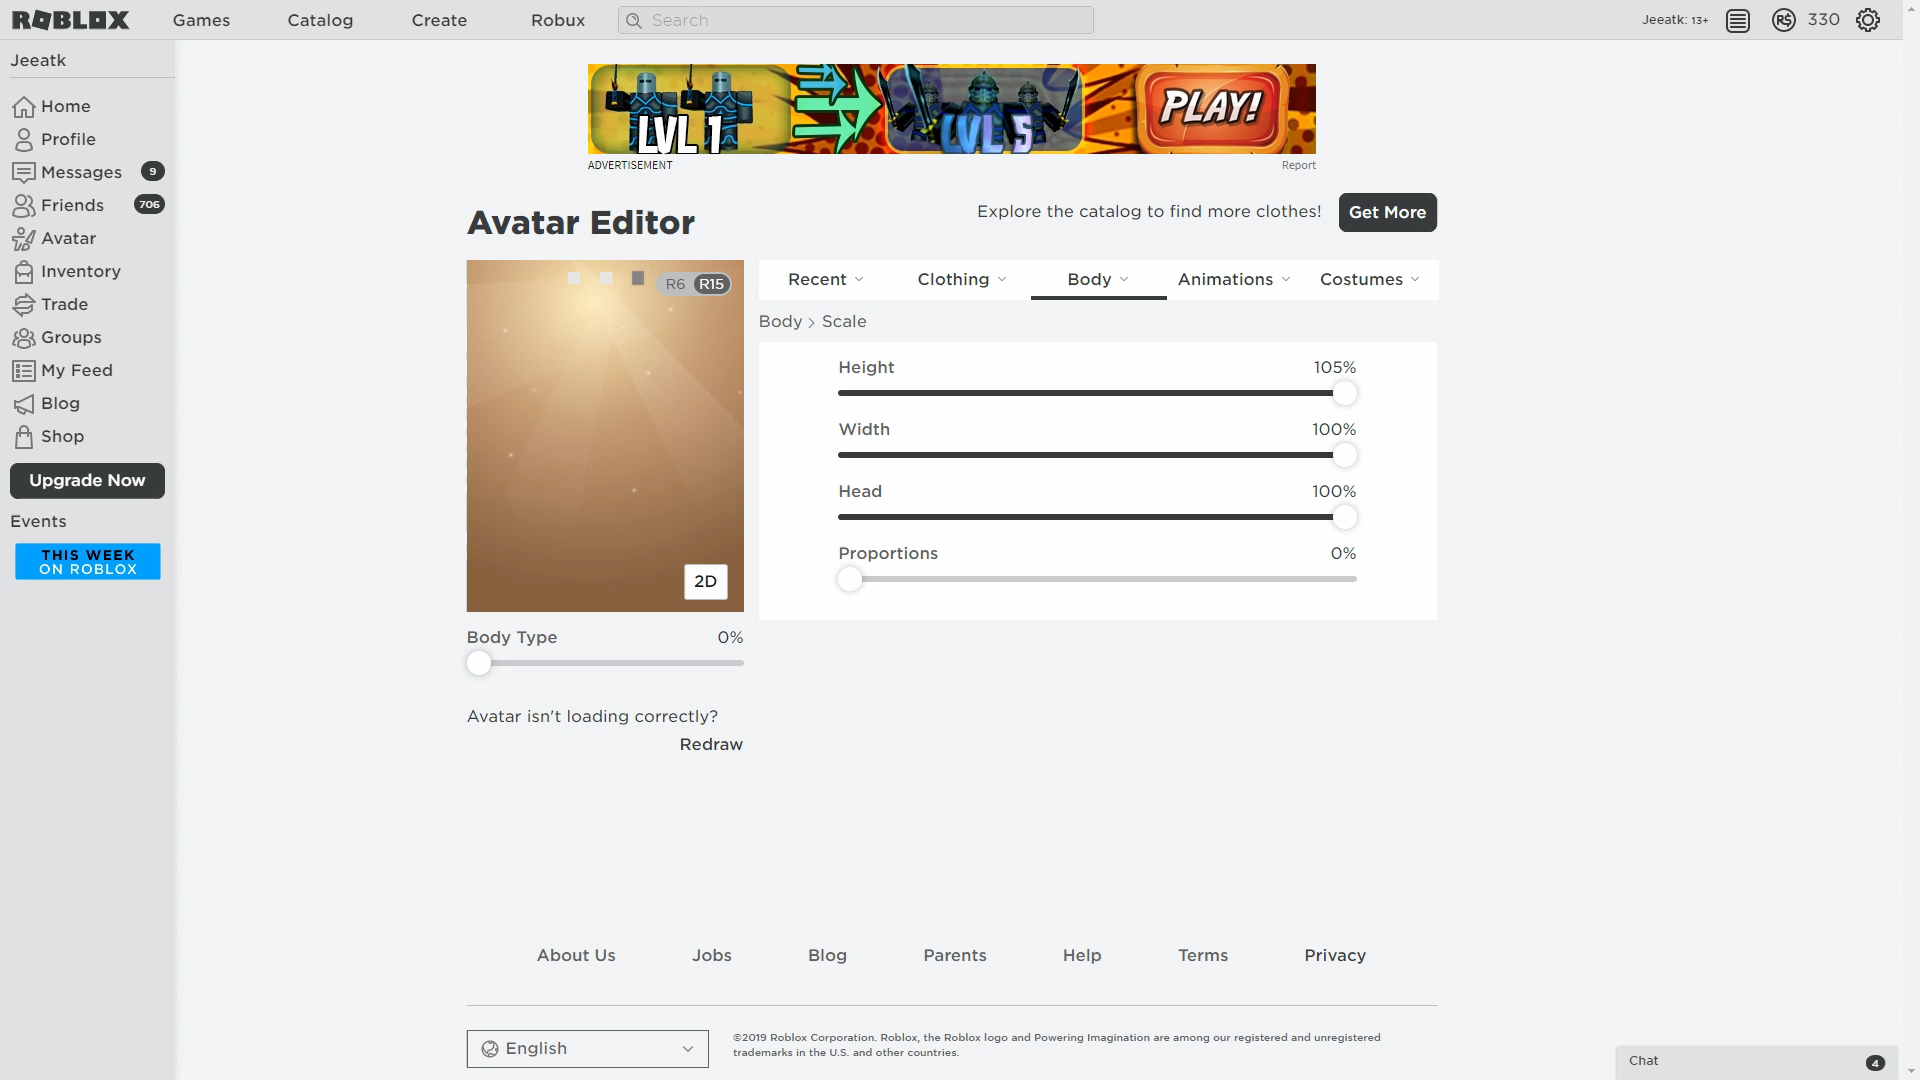 ROBLOX
Games
Catalog
Create
Robux
Search
Jeeatk: 13+
R$
330
Jeeatk
Home
Profile
Messages 9
Friends 706
Avatar
Inventory
Trade
Groups
My Feed
Blog
Shop
Upgrade Now
Events
THIS WEEK
ON ROBLOX
LVL 1
LVL 5
PLAY!
ADVERTISEMENT
Report
Avatar Editor
Explore the catalog to find more clothes!
Get More
R6 R15
2D
Body Type 0%
Avatar isn't loading correctly?
Redraw
Recent
Clothing
Body
Animations
Costumes
Body > Scale
Height 105%
Width 100%
Head 100%
Proportions 0%
About Us
Jobs
Blog
Parents
Help
Terms
Privacy
English
©2019 Roblox Corporation. Roblox, the Roblox logo and Powering Imagination are among our registered and unregistered
trademarks in the U.S. and other countries.
Chat 4